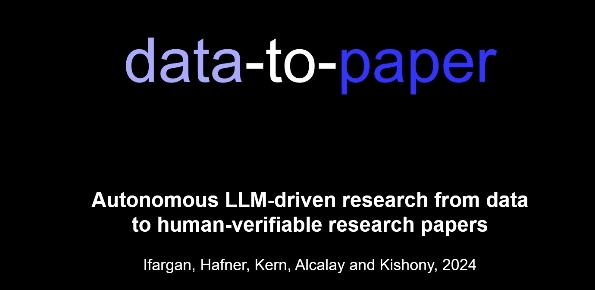 data-to-paper
Autonomous LLM-driven research from data
to human-verifiable research papers
Ifargan, Hafner, Kern, Alcalay and Kishony, 2024